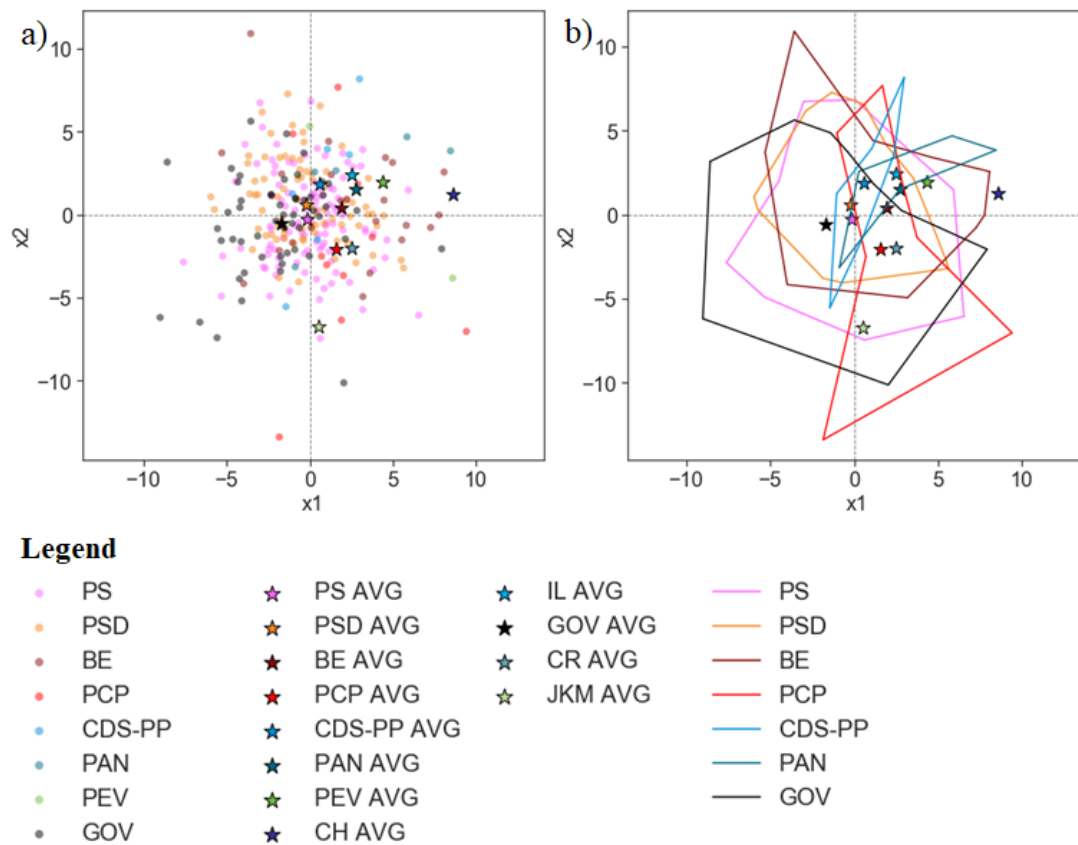 a)
b)
10
5
0
−5
−10
x2
−10
−5
0
5
10
x1
10
5
0
−5
−10
x2
−10
−5
0
5
10
x1
Legend
PS
PS AVG
IL AVG
PS
PSD
PSD AVG
GOV AVG
PSD
BE
BE AVG
CR AVG
BE
PCP
PCP AVG
JKM AVG
PCP
CDS-PP
CDS-PP AVG
CDS-PP
PAN
PAN AVG
PAN
PEV
PEV AVG
GOV
GOV
CH AVG